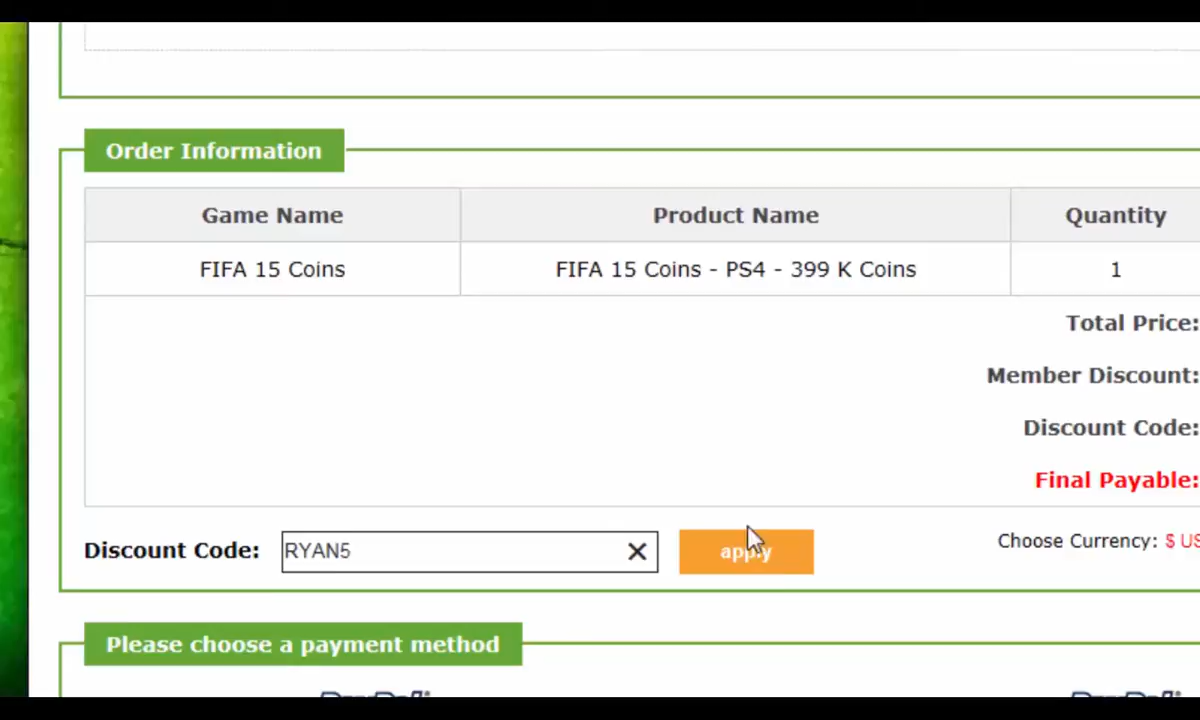 Order Information
Game Name Product Name Quantity
FIFA 15 Coins FIFA 15 Coins - PS4 - 399 K Coins 1
Total Price:
Member Discount:
Discount Code:
Final Payable:
Discount Code: RYAN5 apply Choose Currency: $ US
Please choose a payment method